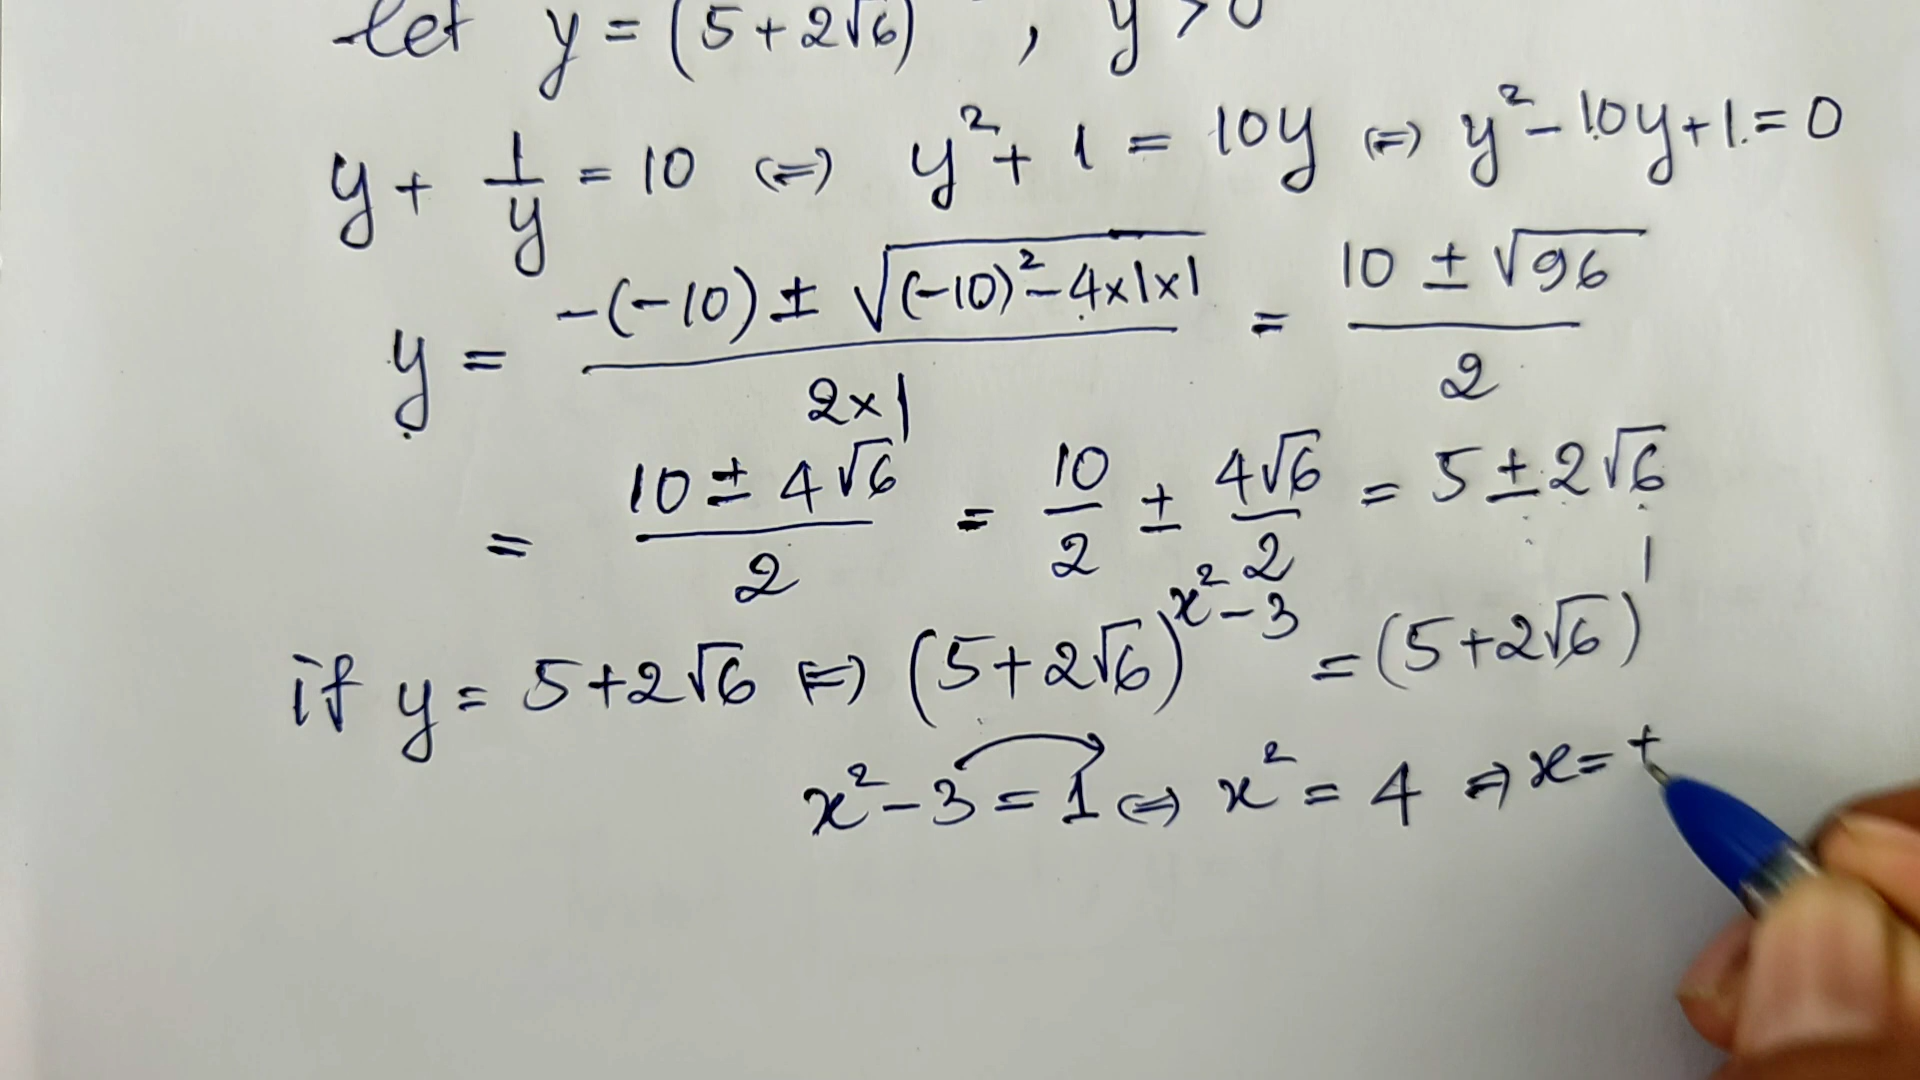 let y = (5+2√6) , y > 0
y + 1/y = 10 ⇔ y² + 1 = 10y ⇔ y² - 10y + 1 = 0
y = (-(-10) ± √((-10)² - 4×1×1)) / (2×1) = (10 ± √96) / 2
= (10 ± 4√6) / 2 = 10/2 ± 4√6/2 = 5 ± 2√6
if y = 5+2√6 ⇔ (5+2√6)^(x²-3) = (5+2√6)^1
x² - 3 = 1 ⇔ x² = 4 ⇒ x = +